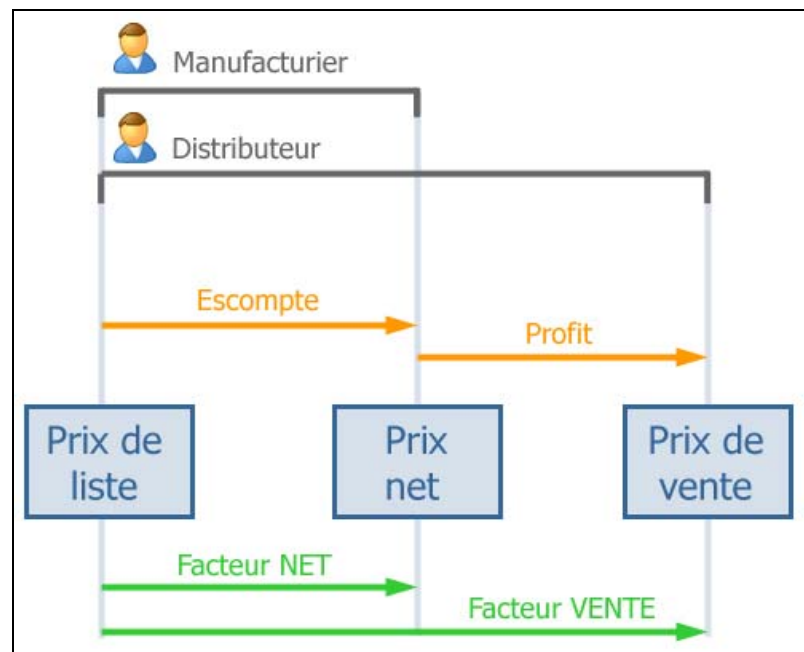 Manufacturier
Distributeur
Escompte
Profit
Prix de
liste
Prix
net
Prix de
vente
Facteur NET
Facteur VENTE